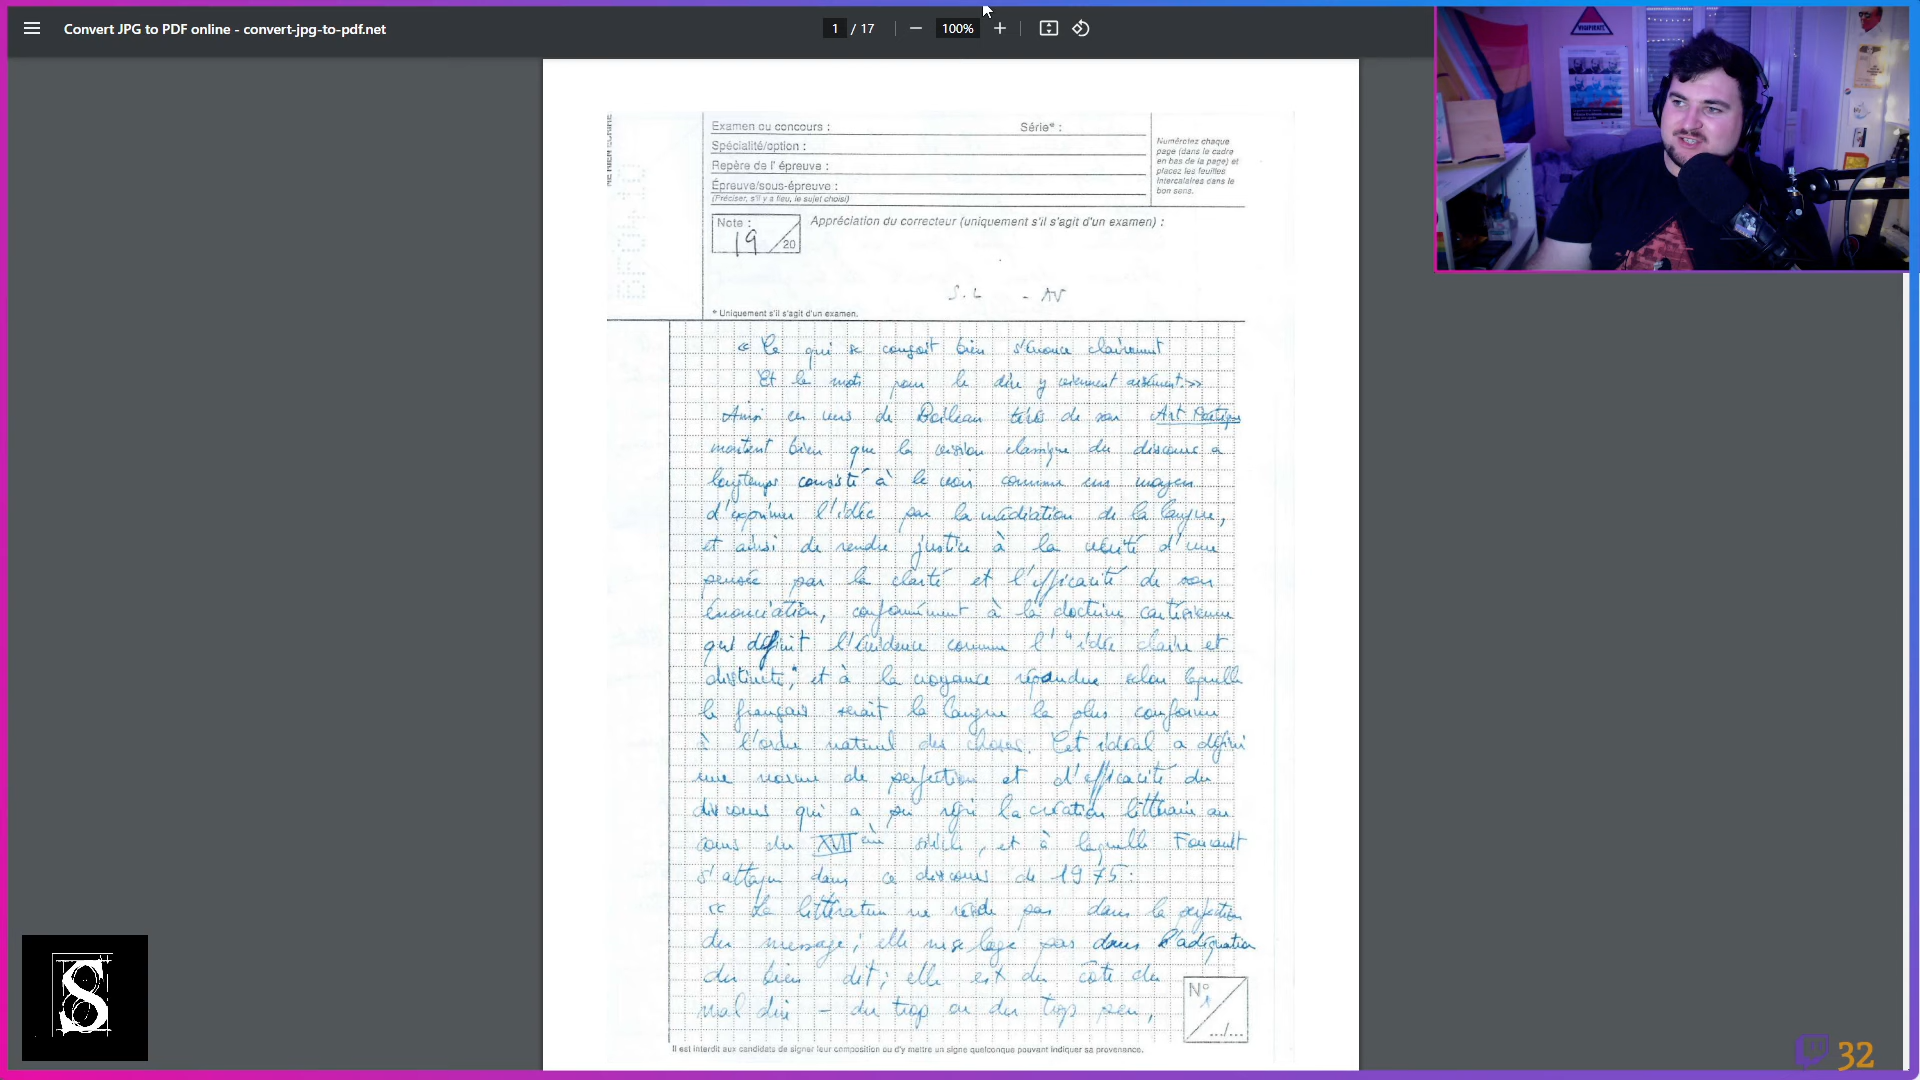 Convert JPG to PDF online - convert-jpg-to-pdf.net
1 / 17
100%
VIGIPIRATE
Examen ou concours : Série* :
Spécialité/option :
Repère de l' épreuve :
Épreuve/sous-épreuve :
(Préciser, s'il y a lieu, le sujet choisi)
Numérotez chaque
page (dans le cadre
en bas de la page) et
placez les feuilles
intercalaires dans le
bon sens.
Note :
19 / 20
Appréciation du correcteur (uniquement s'il s'agit d'un examen) :
S.L - AV
* Uniquement s'il s'agit d'un examen.
« Ce qui se conçoit bien s'énonce clairement
Et les mots pour le dire y viennent aisément.»
Ainsi ces vers de Boileau tirés de son Art Poétique
montrent bien que la vision classique du discours a
longtemps consisté à le voir comme un moyen
d'exprimer l'idée par la médiation de la langue,
et ainsi de rendre justice à la vérité d'une
pensée par la clarté et l'efficacité de son
énonciation, conformément à la doctrine cartésienne
qui définit l'évidence comme l'"idée claire et
distincte", et à la croyance répandue selon laquelle
le français serait la langue la plus conforme
à l'ordre naturel des choses. Cet idéal a défini
une norme de perfection et d'efficacité du
discours qui a pu régir la création littéraire au
cours du XVIIème siècle, et à laquelle Foucault
s'attaque dans ce discours de 1975:
« La littérature ne réside pas dans la perfection
du message; elle ne se loge pas dans l'adéquation
du bien dit; elle est du côté du
mal dire - du trop ou du trop peu,
N° 1
.../...
Il est interdit aux candidats de signer leur composition ou d'y mettre un signe quelconque pouvant indiquer sa provenance.
S
32